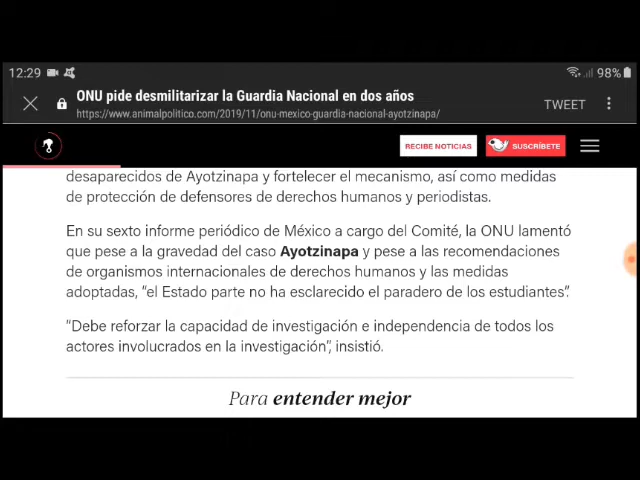 12:29
98%
ONU pide desmilitarizar la Guardia Nacional en dos años
https://www.animalpolitico.com/2019/11/onu-mexico-guardia-nacional-ayotzinapa/
TWEET
RECIBE NOTICIAS
SUSCRÍBETE
desaparecidos de Ayotzinapa y fortelecer el mecanismo, así como medidas
de protección de defensores de derechos humanos y periodistas.
En su sexto informe periódico de México a cargo del Comité, la ONU lamentó
que pese a la gravedad del caso Ayotzinapa y pese a las recomendaciones
de organismos internacionales de derechos humanos y las medidas
adoptadas, “el Estado parte no ha esclarecido el paradero de los estudiantes”.
“Debe reforzar la capacidad de investigación e independencia de todos los
actores involucrados en la investigación”, insistió.
Para entender mejor